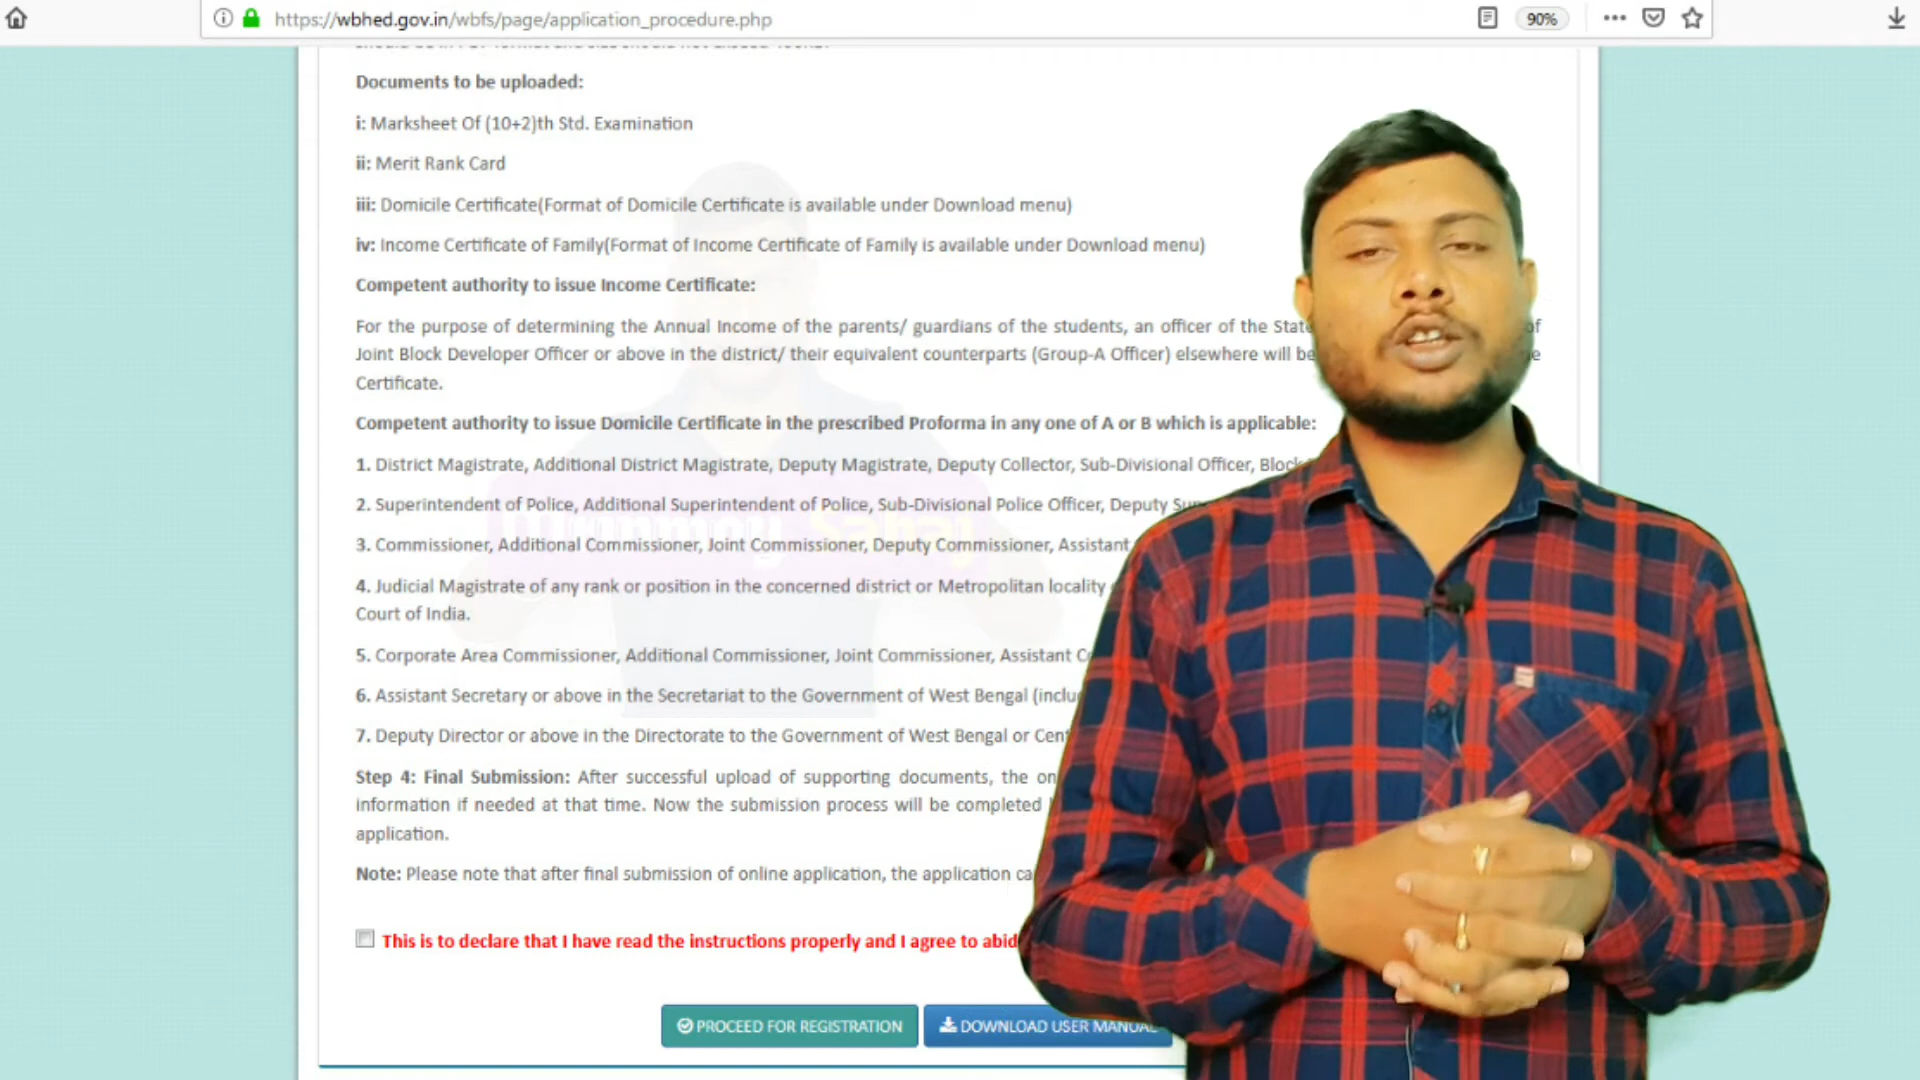 https://wbhed.gov.in/wbfs/page/application_procedure.php
90%
Documents to be uploaded:
i: Marksheet Of (10+2)th Std. Examination
ii: Merit Rank Card
iii: Domicile Certificate(Format of Domicile Certificate is available under Download menu)
iv: Income Certificate of Family(Format of Income Certificate of Family is available under Download menu)
Competent authority to issue Income Certificate:
For the purpose of determining the Annual Income of the parents/ guardians of the students, an officer of the State of
Joint Block Developer Officer or above in the district/ their equivalent counterparts (Group-A Officer) elsewhere will be
Certificate.
Competent authority to issue Domicile Certificate in the prescribed Proforma in any one of A or B which is applicable:
1. District Magistrate, Additional District Magistrate, Deputy Magistrate, Deputy Collector, Sub-Divisional Officer, Block
2. Superintendent of Police, Additional Superintendent of Police, Sub-Divisional Police Officer, Deputy
3. Commissioner, Additional Commissioner, Joint Commissioner, Deputy Commissioner, Assistant
4. Judicial Magistrate of any rank or position in the concerned district or Metropolitan locality
Court of India.
5. Corporate Area Commissioner, Additional Commissioner, Joint Commissioner, Assistant
6. Assistant Secretary or above in the Secretariat to the Government of West Bengal
7. Deputy Director or above in the Directorate to the Government of West Bengal or
Step 4: Final Submission: After successful upload of supporting documents, the
information if needed at that time. Now the submission process will be completed
application.
Note: Please note that after final submission of online application, the application
This is to declare that I have read the instructions properly and I agree to
PROCEED FOR REGISTRATION
DOWNLOAD USER MANUAL